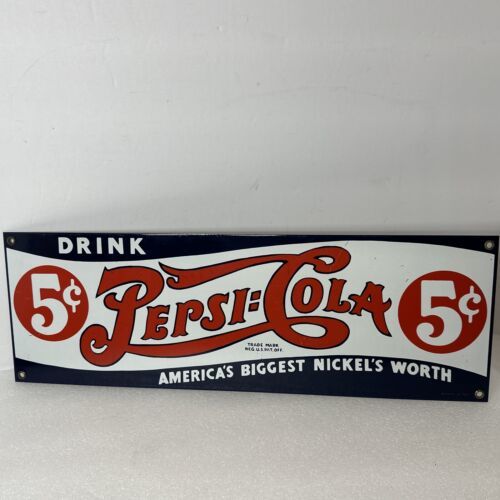 DRINK
5¢ PEPSI:COLA 5¢
TRADE MARK
REG U.S. PAT. OFF.
AMERICA'S BIGGEST NICKEL'S WORTH